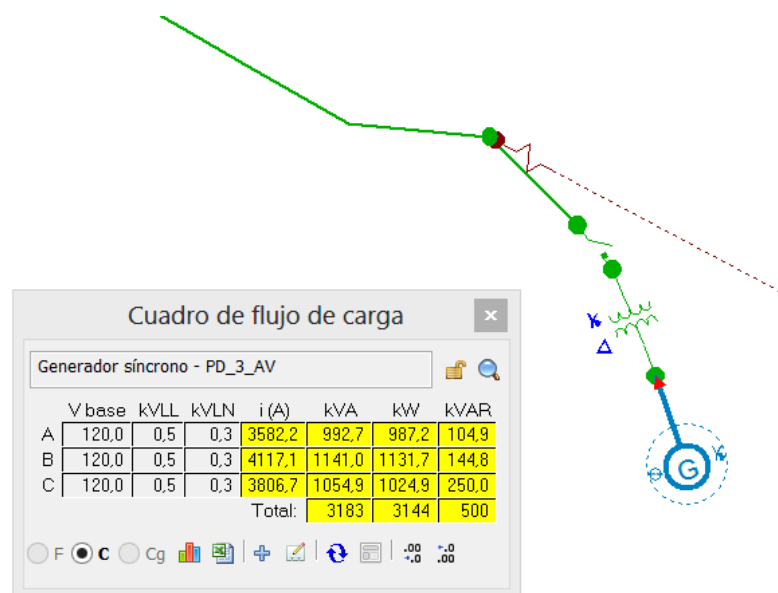 Cuadro de flujo de carga
x
Generador síncrono - PD_3_AV
V base kVLL kVLN i (A) kVA kW kVAR
A 120,0 0,5 0,3 3582,2 992,7 987,2 104,9
B 120,0 0,5 0,3 4117,1 1141,0 1131,7 144,8
C 120,0 0,5 0,3 3806,7 1054,9 1024,9 250,0
Total: 3183 3144 500
F C Cg
G